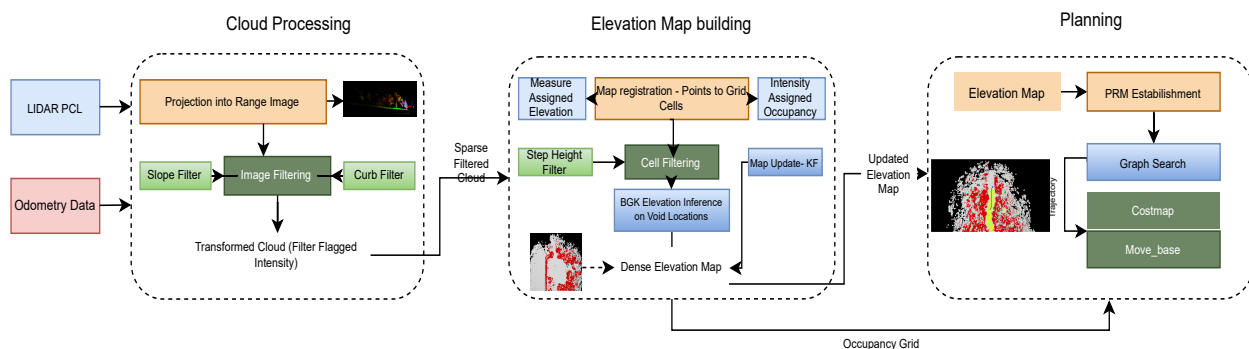 Cloud Processing
Elevation Map building
Planning
LIDAR PCL
Odometry Data
Projection into Range Image
Slope Filter
Image Filtering
Curb Filter
Transformed Cloud (Filter Flagged
Intensity)
Sparse
Filtered
Cloud
Measure
Assigned
Elevation
Map registration - Points to Grid
Cells
Intensity
Assigned
Occupancy
Step Height
Filter
Cell Filtering
Map Update- KF
BGK Elevation Inference
on Void Locations
Dense Elevation Map
Updated
Elevation
Map
Elevation Map
PRM Estabilishment
Graph Search
Trajectory
Costmap
Move_base
Occupancy Grid